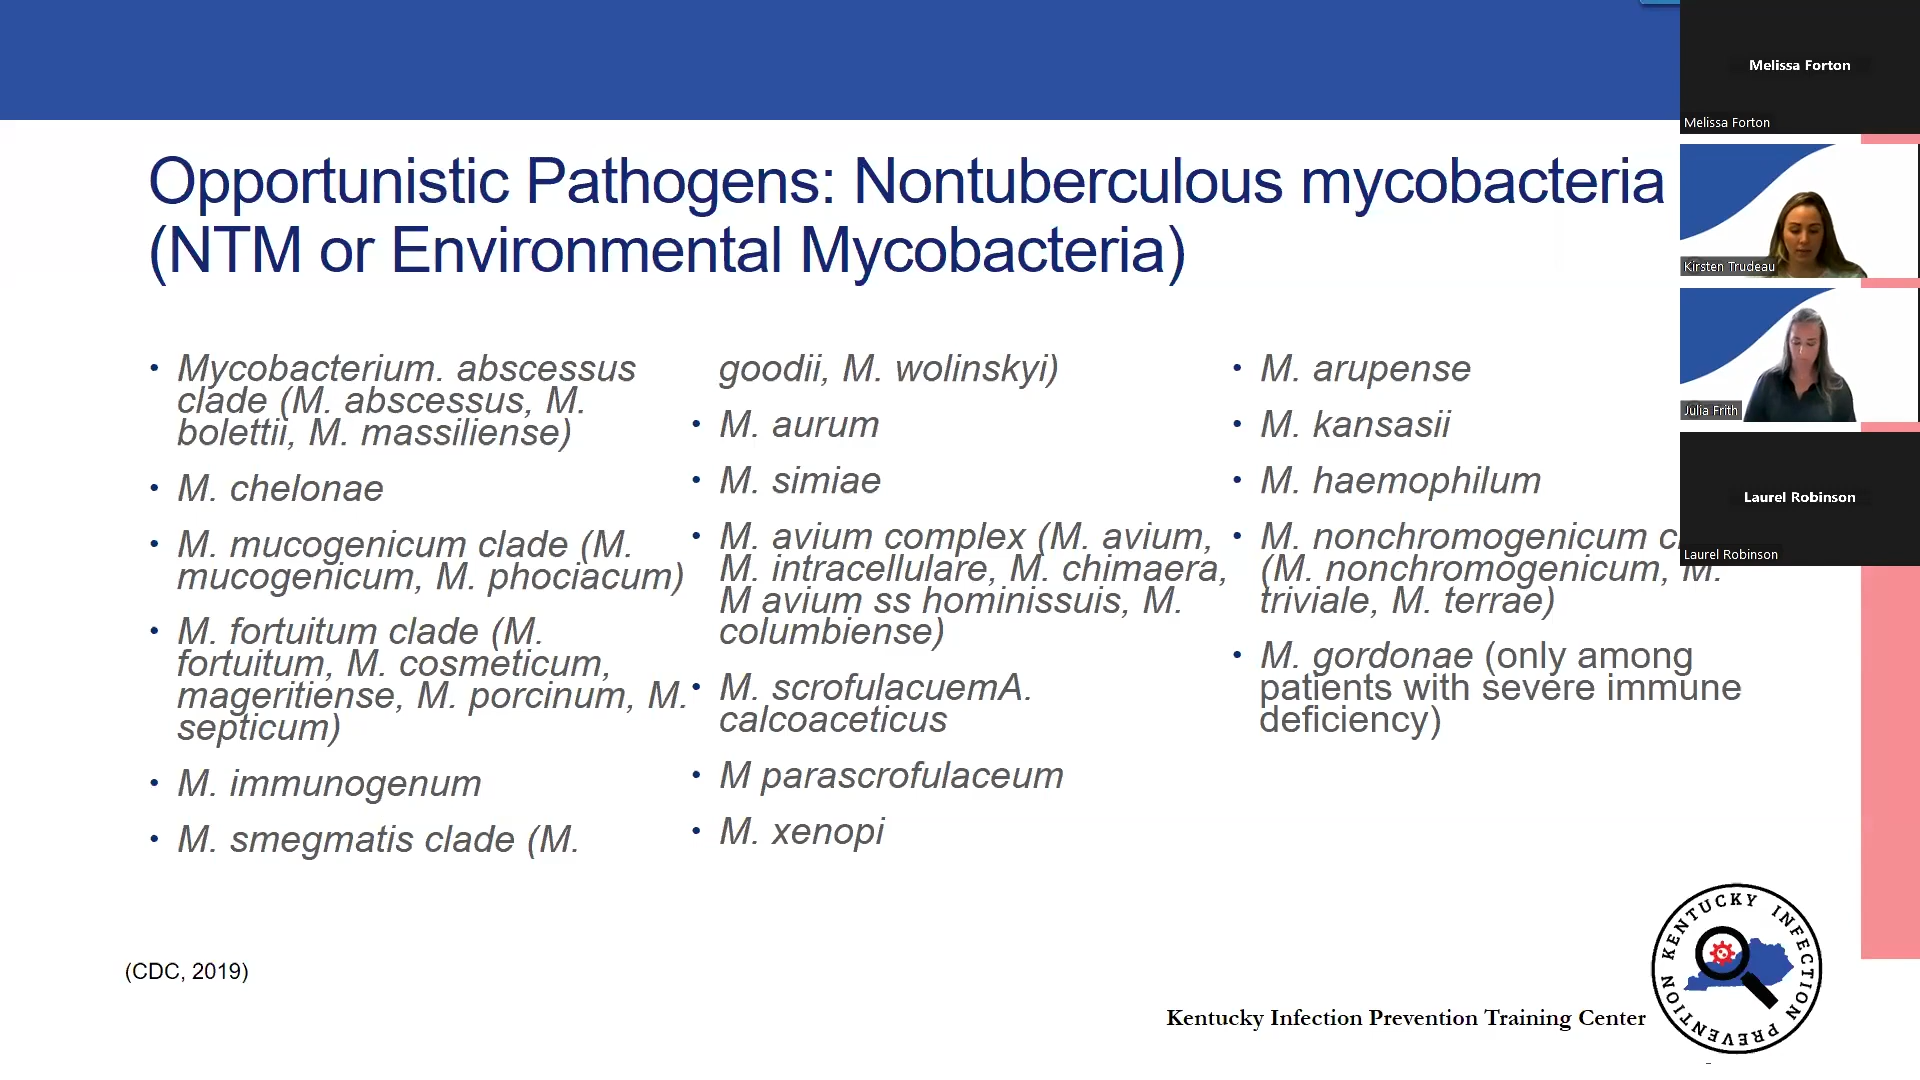 Opportunistic Pathogens: Nontuberculous mycobacteria
(NTM or Environmental Mycobacteria)
• Mycobacterium. abscessus
clade (M. abscessus, M.
bolettii, M. massiliense)
• M. chelonae
• M. mucogenicum clade (M.
mucogenicum, M. phociacum)
• M. fortuitum clade (M.
fortuitum, M. cosmeticum,
mageritiense, M. porcinum, M.
septicum)
• M. immunogenum
• M. smegmatis clade (M.
goodii, M. wolinskyi)
• M. aurum
• M. simiae
• M. avium complex (M. avium,
M. intracellulare, M. chimaera,
M avium ss hominissuis, M.
columbiense)
• M. scrofulacuemA.
calcoaceticus
• M parascrofulaceum
• M. xenopi
• M. arupense
• M. kansasii
• M. haemophilum
• M. nonchromogenicum
(M. nonchromogenicum, M.
triviale, M. terrae)
• M. gordonae (only among
patients with severe immune
deficiency)
(CDC, 2019)
Kentucky Infection Prevention Training Center
KENTUCKY INFECTION PREVENTION
Melissa Forton
Melissa Forton
Kirsten Trudeau
Julia Frith
Laurel Robinson
Laurel Robinson